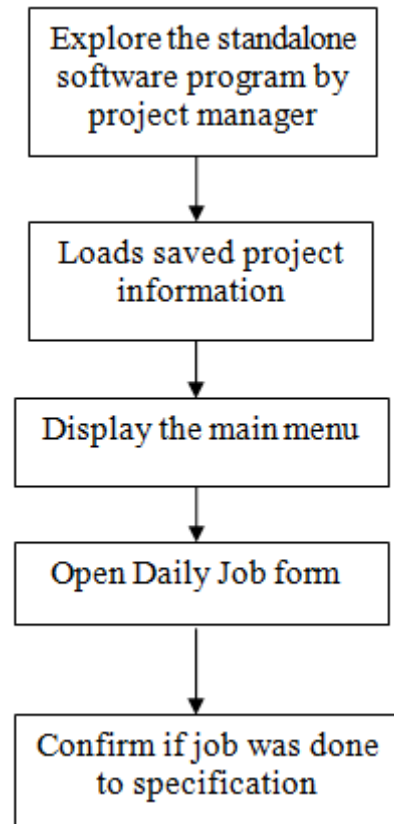 Explore the standalone
software program by
project manager
Loads saved project
information
Display the main menu
Open Daily Job form
Confirm if job was done
to specification